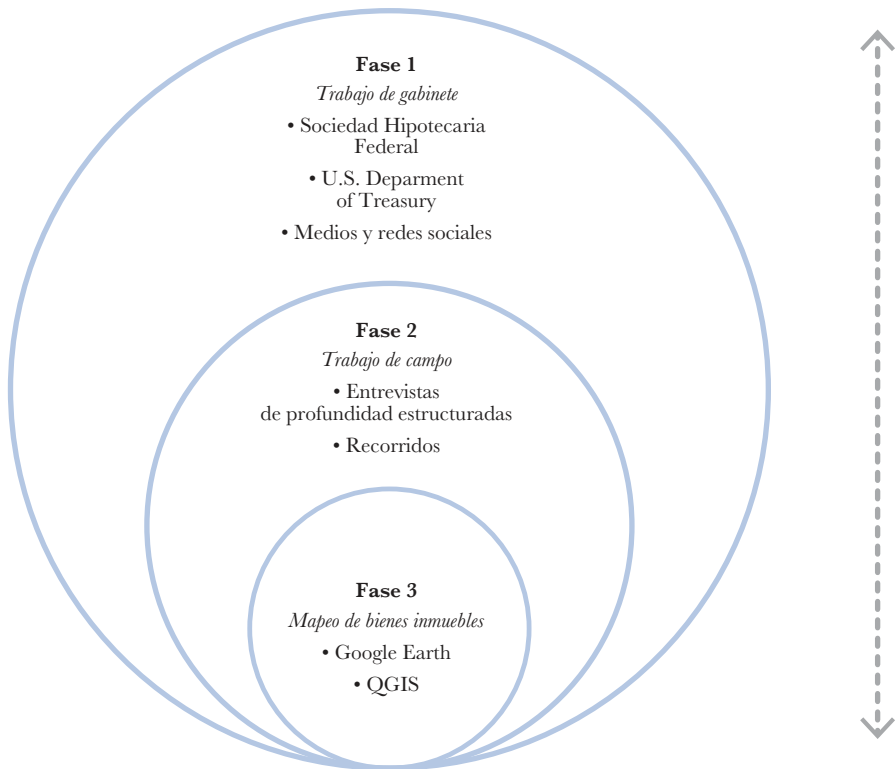 Fase 1
Trabajo de gabinete
• Sociedad Hipotecaria
Federal
• U.S. Deparment
of Treasury
• Medios y redes sociales
Fase 2
Trabajo de campo
• Entrevistas
de profundidad estructuradas
• Recorridos
Fase 3
Mapeo de bienes inmuebles
• Google Earth
• QGIS